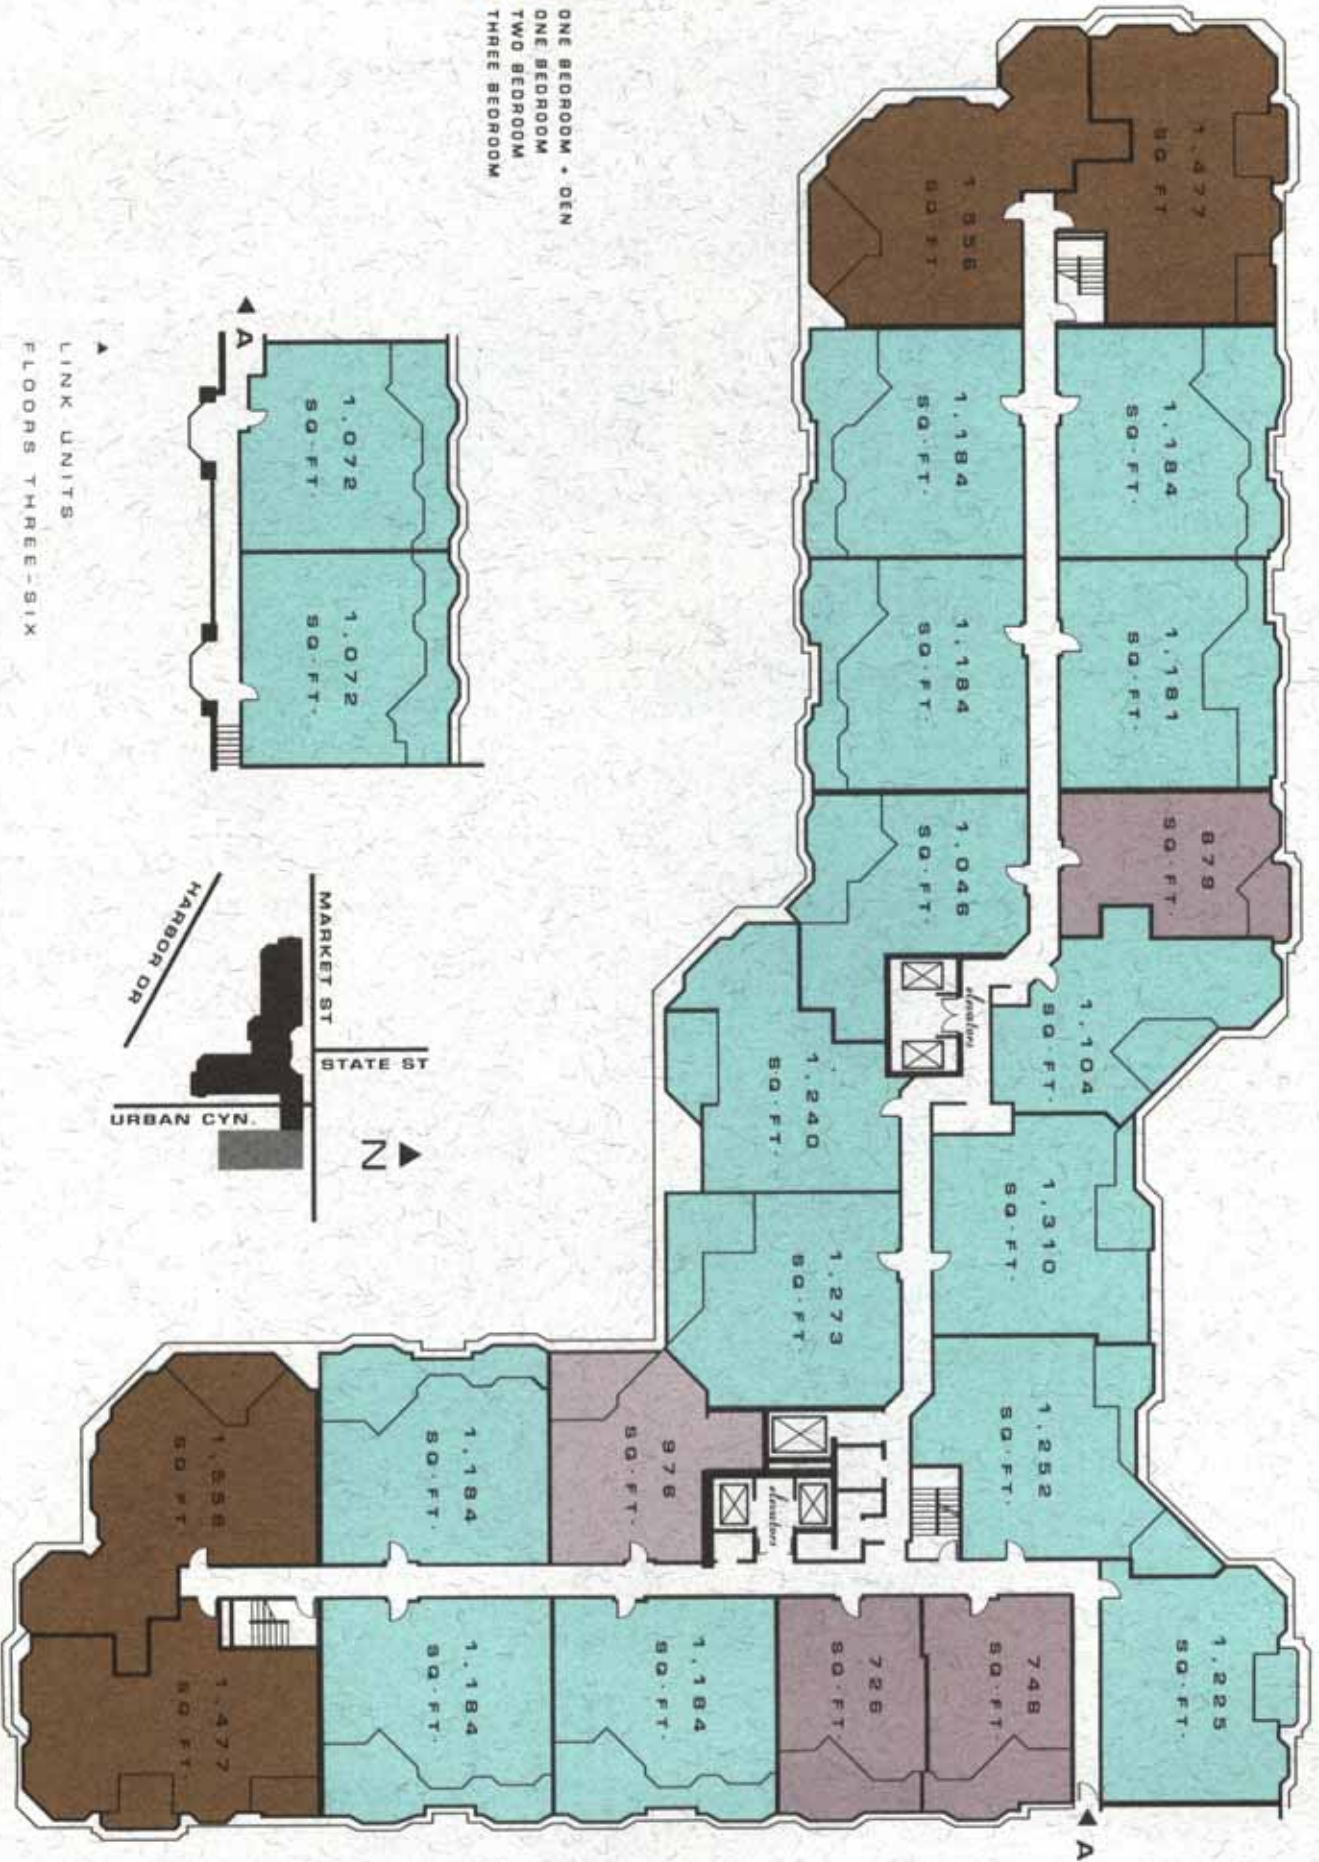 1,477
SQ FT
1,184
SQ·FT·
1,181
SQ·FT·
879
SQ·FT·
1,104
SQ·FT·
1,310
SQ·FT·
1,252
SQ·FT·
1,225
SQ·FT·
A
1,556
SQ·FT
1,184
SQ·FT·
1,184
SQ·FT·
1,046
SQ·FT·
elevators
1,240
SQ·FT·
1,273
SQ·FT
elevators
976
SQ·FT·
748
SQ·FT·
726
SQ·FT·
1,184
SQ·FT·
1,184
SQ·FT·
1,184
SQ·FT·
1,556
SQ FT
1,477
SQ FT·
ONE BEDROOM + DEN
ONE BEDROOM
TWO BEDROOM
THREE BEDROOM
1,072
SQ·FT·
1,072
SQ·FT·
A
LINK UNITS
FLOORS THREE-SIX
N
MARKET ST
STATE ST
HARBOR DR
URBAN CYN.